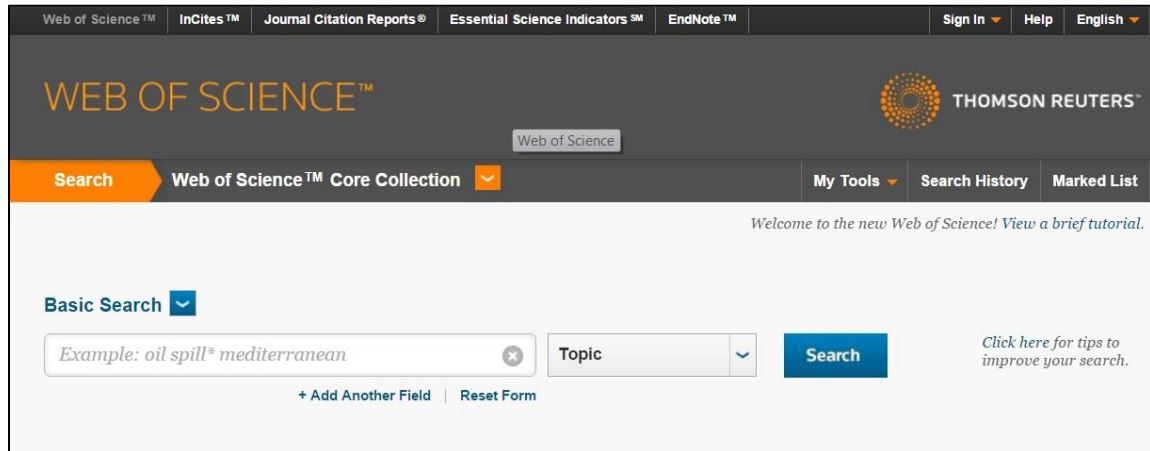 Web of Science™ InCites™ Journal Citation Reports® Essential Science Indicators ℠ EndNote™ Sign In Help English
WEB OF SCIENCE™
THOMSON REUTERS™
Web of Science
Search Web of Science™ Core Collection My Tools Search History Marked List
Welcome to the new Web of Science! View a brief tutorial.
Basic Search
Example: oil spill* mediterranean Topic Search
Click here for tips to
improve your search.
+ Add Another Field | Reset Form